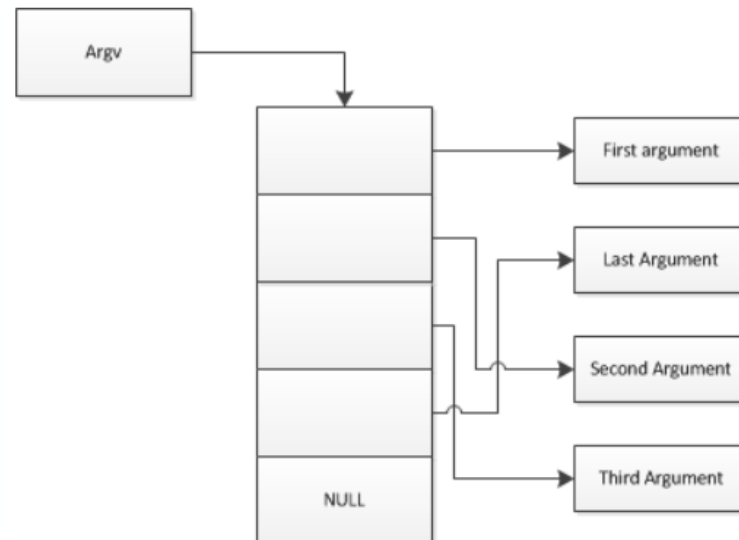 Argv
First argument
Last Argument
Second Argument
Third Argument
NULL